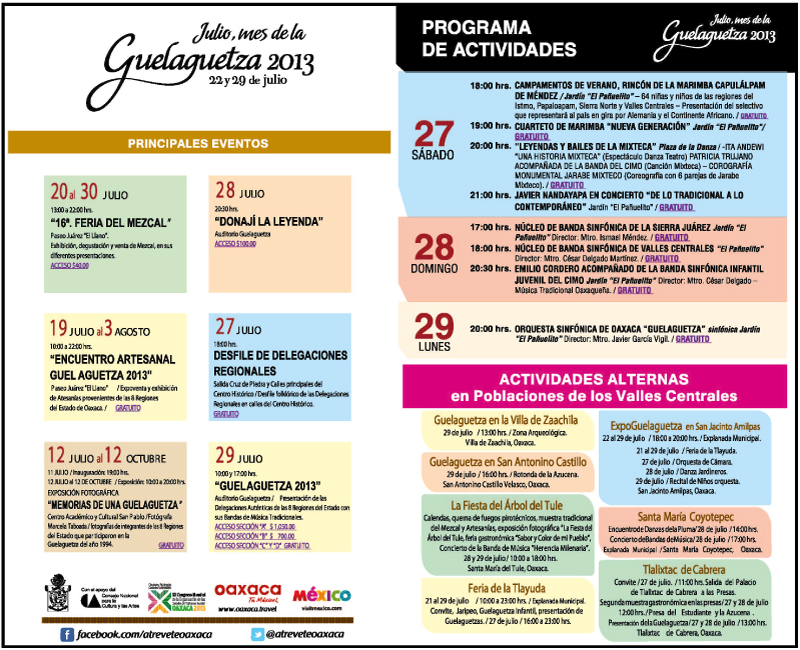 Julio, mes de la
Guelaguetza 2013
22 y 29 de julio
PRINCIPALES EVENTOS
20 al 30 JULIO
13:00 a 22:00 hrs.
"16ª. FERIA DEL MEZCAL"
Paseo Juárez "El Llano".
Exhibición, degustación y venta de Mezcal, en sus
diferentes presentaciones.
ACCESO $40.00
28 JULIO
20:30 hrs.
"DONAJÍ LA LEYENDA"
Auditorio Guelaguetza
ACCESO $100.00
19 JULIO al 3 AGOSTO
10:00 a 22:00 hrs.
"ENCUENTRO ARTESANAL
GUELAGUETZA 2013"
Paseo Juárez "El Llano" / Expoventa y exhibición
de Atesanías provenientes de las 8 Regiones
del Estado de Oaxaca. / GRATUITO
27 JULIO
18:00 hrs.
DESFILE DE DELEGACIONES
REGIONALES
Salida Cruz de Piedra y Calles principales del
Centro Histórico / Desfile folklórico de las Delegaciones
Regionales en calles del Centro Histórico.
GRATUITO
12 JULIO al 12 OCTUBRE
11 JULIO / Inauguración: 19:00 hrs.
12 JULIO al 12 DE OCTUBRE / Exposición: 10:00 a 20:00 hrs.
EXPOSICIÓN FOTOGRÁFICA
"MEMORIAS DE UNA GUELAGUETZA"
Centro Académico y Cultural San Pablo / Fotógrafa
Marcela Taboada / fotografías de integrantes de las 8 Regiones
del Estado que participaron en la
Guelaguetza del año 1994. GRATUITO
29 JULIO
10:00 y 17:00 hrs.
"GUELAGUETZA 2013"
Auditorio Guelaguetza / Presentación de las
Delegaciones Auténticas de las 8 Regiones del Estado con
sus Bandas de Música Tradicionales.
ACCESO SECCIÓN "A" $ 1,050.00
ACCESO SECCIÓN "B" $ 700.00
ACCESO SECCIÓN "C" Y "D" GRATUITO
Con el apoyo del Consejo Nacional
para la
Cultura y las Artes
OAXACA 2013
oaxaca
Tú México
www.oaxaca.travel
MÉXICO
visitmexico.com
facebook.com/atreveteoaxaca
@atreveteoaxaca
PROGRAMA
DE ACTIVIDADES
Julio, mes de la
Guelaguetza 2013
27
SÁBADO
18:00 hrs. CAMPAMENTOS DE VERANO, RINCÓN DE LA MARIMBA CAPULÁLPAM
DE MÉNDEZ / Jardín "El Pañuelito" – 64 niñas y niños de las regiones del
Istmo, Papaloapam, Sierra Norte y Valles Centrales – Presentación del selectivo
que representará al país en gira por Alemania y el Continente Africano. / GRATUITO
19:00 hrs. CUARTETO DE MARIMBA "NUEVA GENERACIÓN" Jardín "El Pañuelito"/
GRATUITO
20:00 hrs. "LEYENDAS Y BAILES DE LA MIXTECA" Plaza de la Danza / -ITA ANDEWI
"UNA HISTORIA MIXTECA" (Espectáculo Danza Teatro) PATRICIA TRUJANO
ACOMPAÑADA DE LA BANDA DEL CIMO (Canción Mixteca) – COROGRAFÍA
MONUMENTAL JARABE MIXTECO (Coreografía con 6 parejas de Jarabe
Mixteco). / GRATUITO
21:00 hrs. JAVIER NANDAYAPA EN CONCIERTO "DE LO TRADICIONAL A LO
CONTEMPORÁNEO" Jardín "El Pañuelito" / GRATUITO
28
DOMINGO
17:00 hrs. NÚCLEO DE BANDA SINFÓNICA DE LA SIERRA JUÁREZ Jardín "El
Pañuelito" Director: Mtro. Ismael Méndez. / GRATUITO
18:00 hrs. NÚCLEO DE BANDA SINFÓNICA DE VALLES CENTRALES "El Pañuelito"
Director: Mtro. César Delgado Martínez. / GRATUITO
20:30 hrs. EMILIO CORDERO ACOMPAÑADO DE LA BANDA SINFÓNICA INFANTIL
JUVENIL DEL CIMO Jardín "El Pañuelito" Director: Mtro. César Delgado –
Música Tradicional Oaxaqueña. / GRATUITO
29
LUNES
20:00 hrs. ORQUESTA SINFÓNICA DE OAXACA "GUELAGUETZA" sinfónica Jardín
"El Pañuelito" Director: Mtro. Javier García Vigil. / GRATUITO
ACTIVIDADES ALTERNAS
en Poblaciones de los Valles Centrales
Guelaguetza en la Villa de Zaachila
29 de julio / 13:00 hrs. / Zona Arqueológica.
Villa de Zaachila, Oaxaca.
Guelaguetza en San Antonino Castillo
29 de julio / 16:00 hrs. / Rotonda de la Azucena.
San Antonino Castillo Velasco, Oaxaca.
La Fiesta del Árbol del Tule
Calendas, quema de fuegos pirotécnicos, muestra tradicional
del Mezcal y Artesanías, exposición fotográfica "La Fiesta del
Árbol del Tule, feria gastronómica "Sabor y Color de mi Pueblo",
Concierto de la Banda de Música "Herencia Milenaria".
28 y 29 de julio / 10:00 a 18:00 hrs.
Santa María del Tule, Oaxaca.
Feria de la Tlayuda
21 al 29 de julio / 10:00 a 23:00 hrs. / Esplanada Municipal.
Convite, Jaripeo, Guelaguetza Infantil, presentación de
Guelaguetzas. / 27 de julio / 16:00 a 23:00 hrs.
ExpoGuelaguetza en San Jacinto Amilpas
22 al 29 de julio / 18:00 a 20:00 hrs. / Esplanada Municipal.
21 al 29 de julio / Feria de la Tlayuda.
27 de julio / Orquesta de Cámara.
28 de julio / Danza Jardineros.
29 de julio / Recital de Niños orquesta.
San Jacinto Amilpas, Oaxaca.
Santa María Coyotepec
Encuentro de Danzas de la Pluma / 28 de julio / 14:00 hrs.
Concierto de Bandas de Música / 28 de julio / 17:00 hrs.
Esplanada Municipal / Santa María Coyotepec, Oaxaca.
Tlalixtac de Cabrera
Convite / 27 de julio. / 11:00 hrs. Salida del Palacio
de Tlalixtac de Cabrera a las Presas.
Segunda muestra gastronómica en las presas / 27 y 28 de julio
12:00 hrs. / Presa del Estudiante y la Azucena .
Presentación de la Guelaguetza / 27 y 28 de julio / 13:00 hrs.
Tlalixtac de Cabrera, Oaxaca.